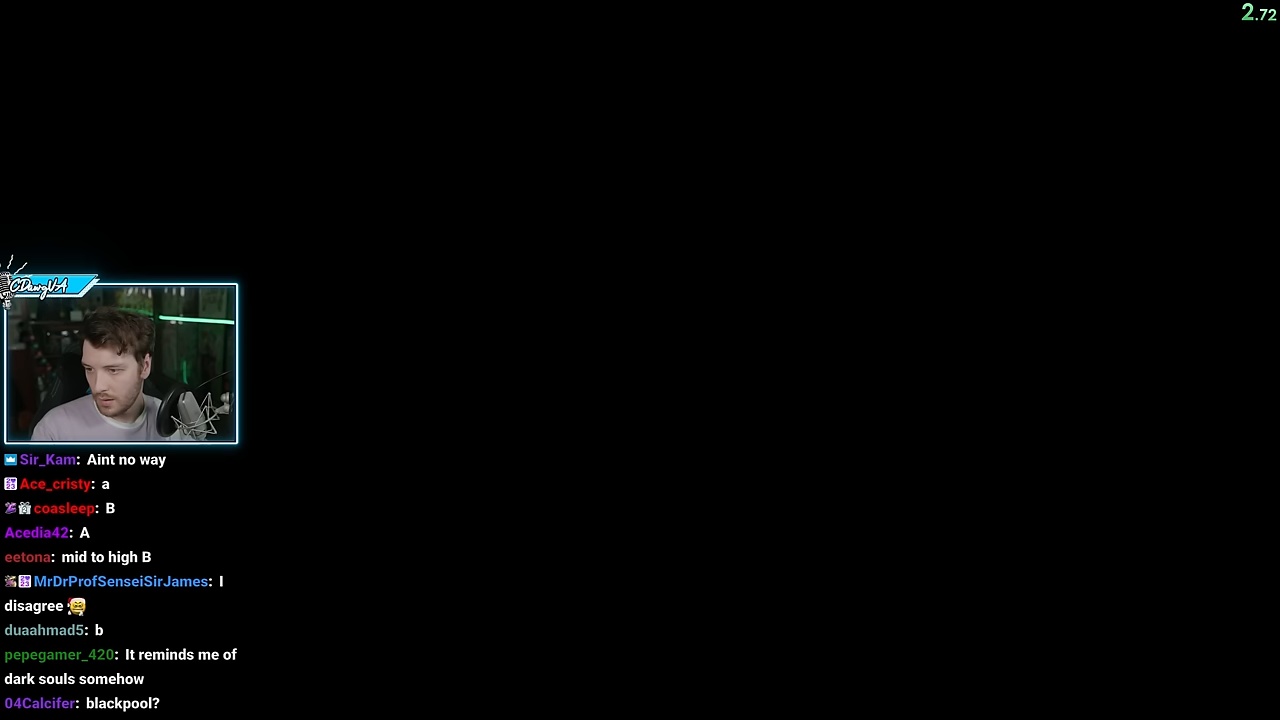 2.72
CDawgVA
Sir_Kam: Aint no way
Ace_cristy: a
coasleep: B
Acedia42: A
eetona: mid to high B
MrDrProfSenseiSirJames: I
disagree
duaahmad5: b
pepegamer_420: It reminds me of
dark souls somehow
04Calcifer: blackpool?